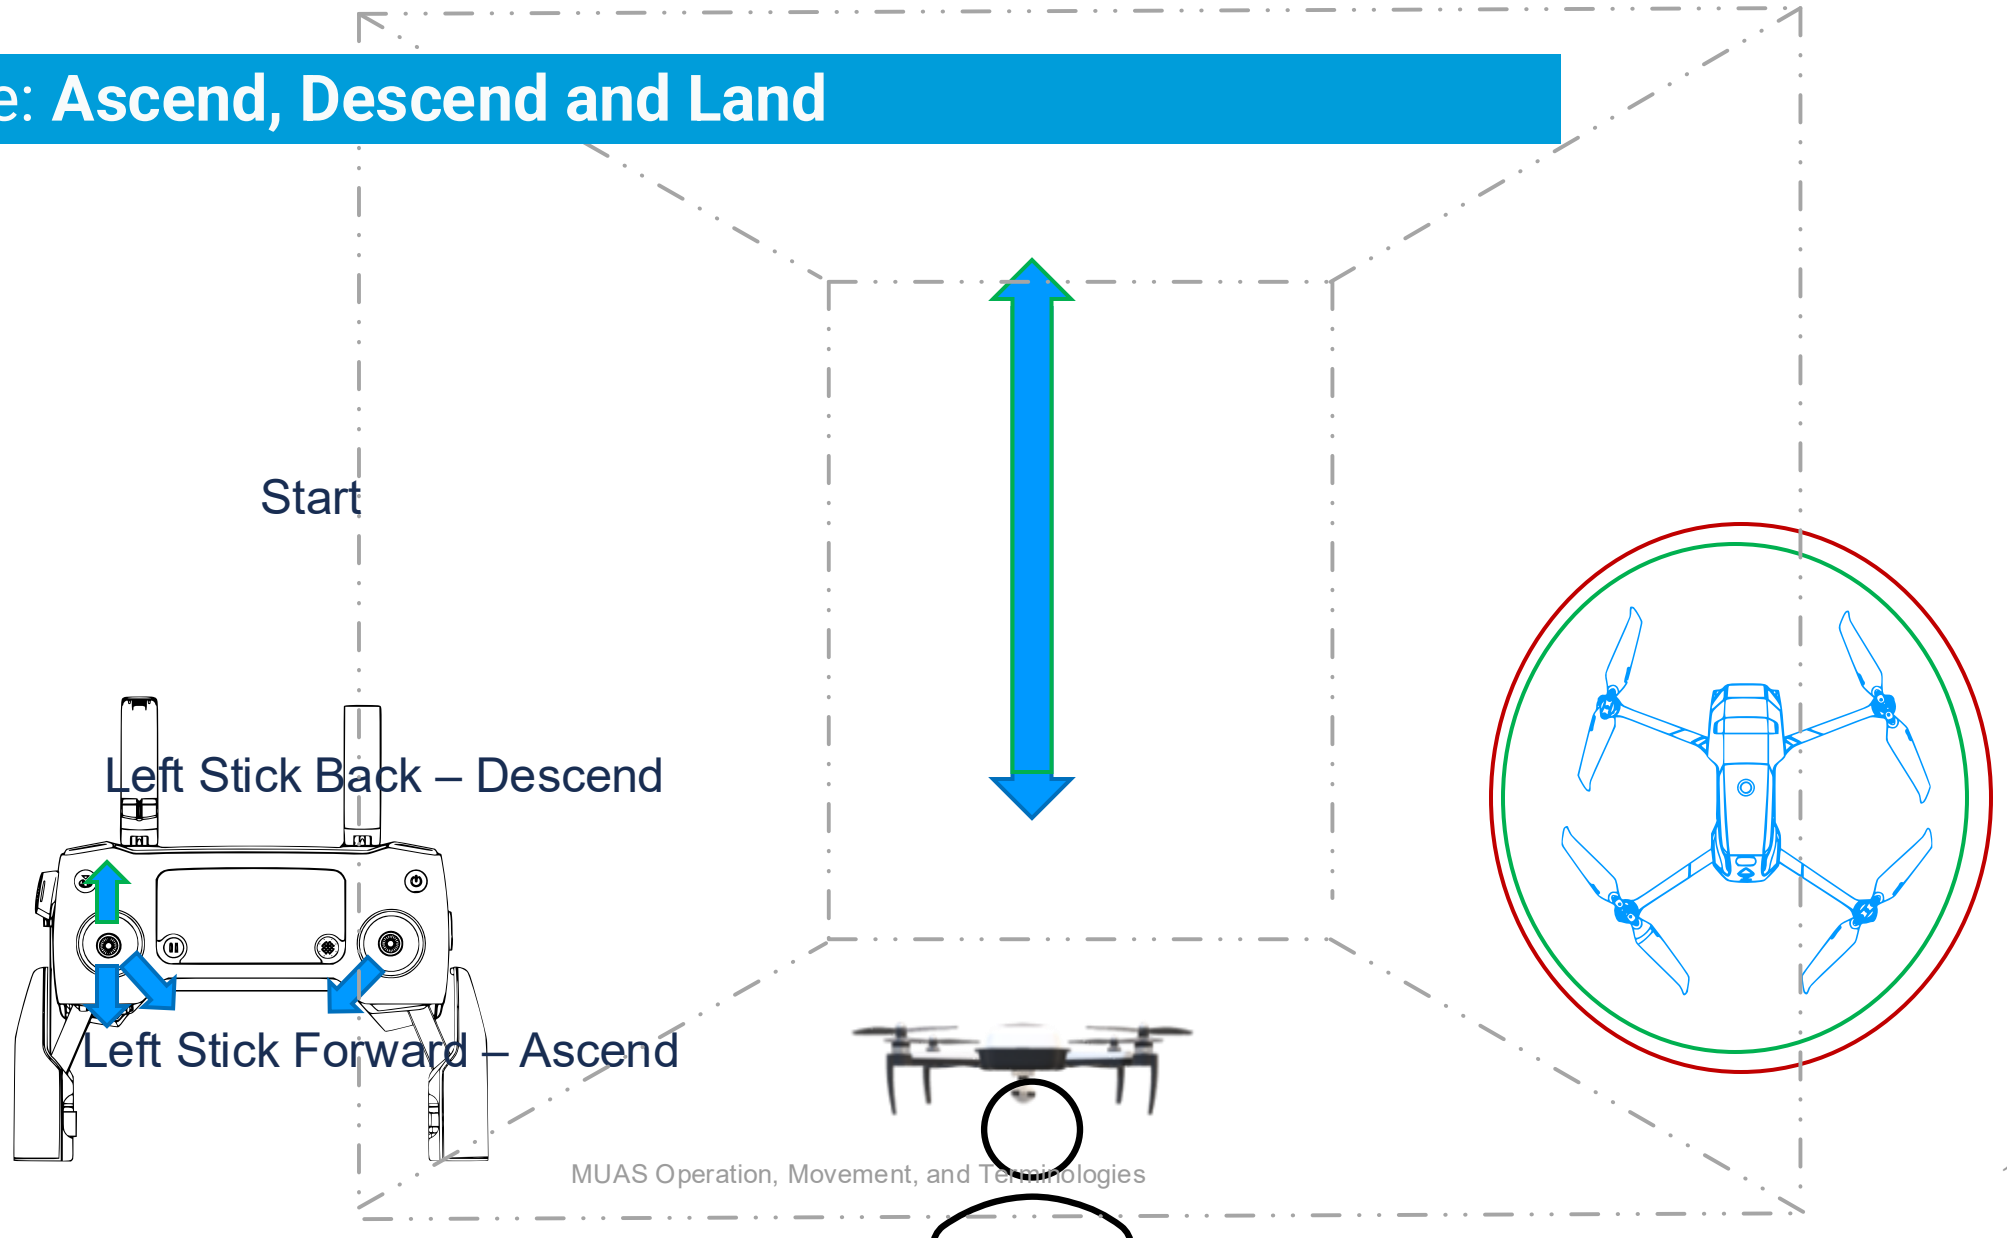 e: Ascend, Descend and Land
Start
Left Stick Back – Descend
Left Stick Forward – Ascend
MUAS Operation, Movement, and Terminologies